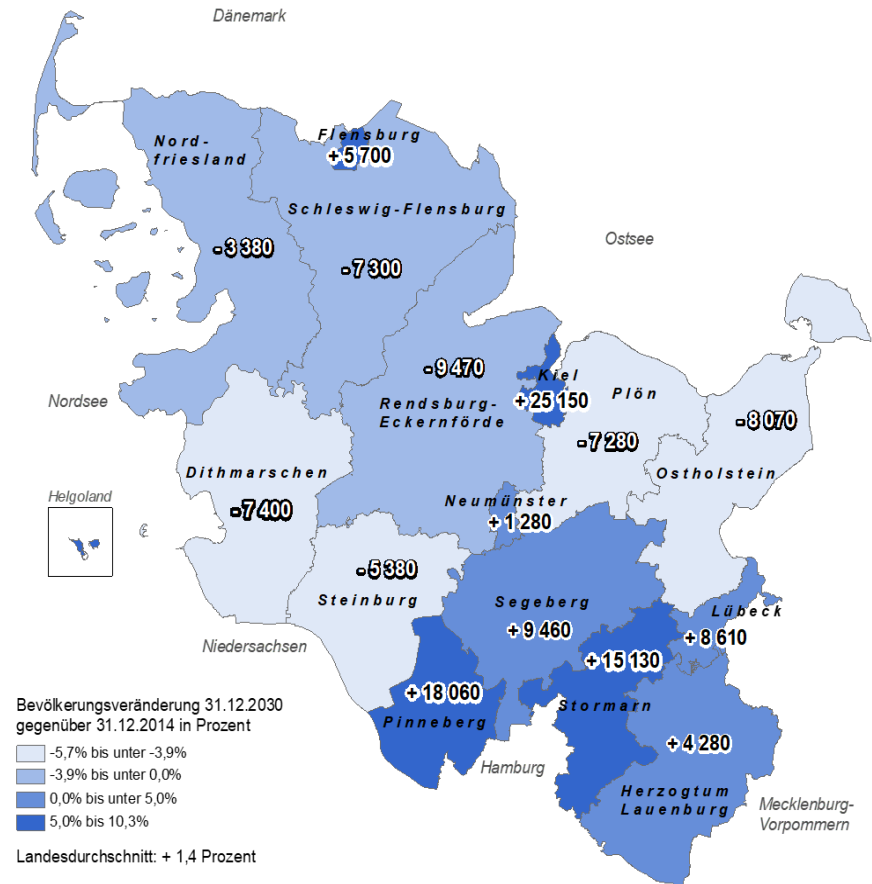 Dänemark
Flensburg
+ 5 700
Nord-
friesland
Schleswig-Flensburg
Ostsee
- 3 380
- 7 300
- 9 470
Kiel
+ 25 150
Plön
Nordsee
Rendsburg-
Eckernförde
- 8 070
- 7 280
Dithmarschen
Ostholstein
Helgoland
Neumünster
- 7 400
+ 1 280
- 5 380
Steinburg
Segeberg
Lübeck
+ 9 460
+ 8 610
Niedersachsen
+ 15 130
+ 18 060
Stormarn
Pinneberg
+ 4 280
Hamburg
Herzogtum
Lauenburg
Mecklenburg-
Vorpommern
Bevölkerungsveränderung 31.12.2030
gegenüber 31.12.2014 in Prozent
-5,7% bis unter -3,9%
-3,9% bis unter 0,0%
0,0% bis unter 5,0%
5,0% bis 10,3%
Landesdurchschnitt: + 1,4 Prozent